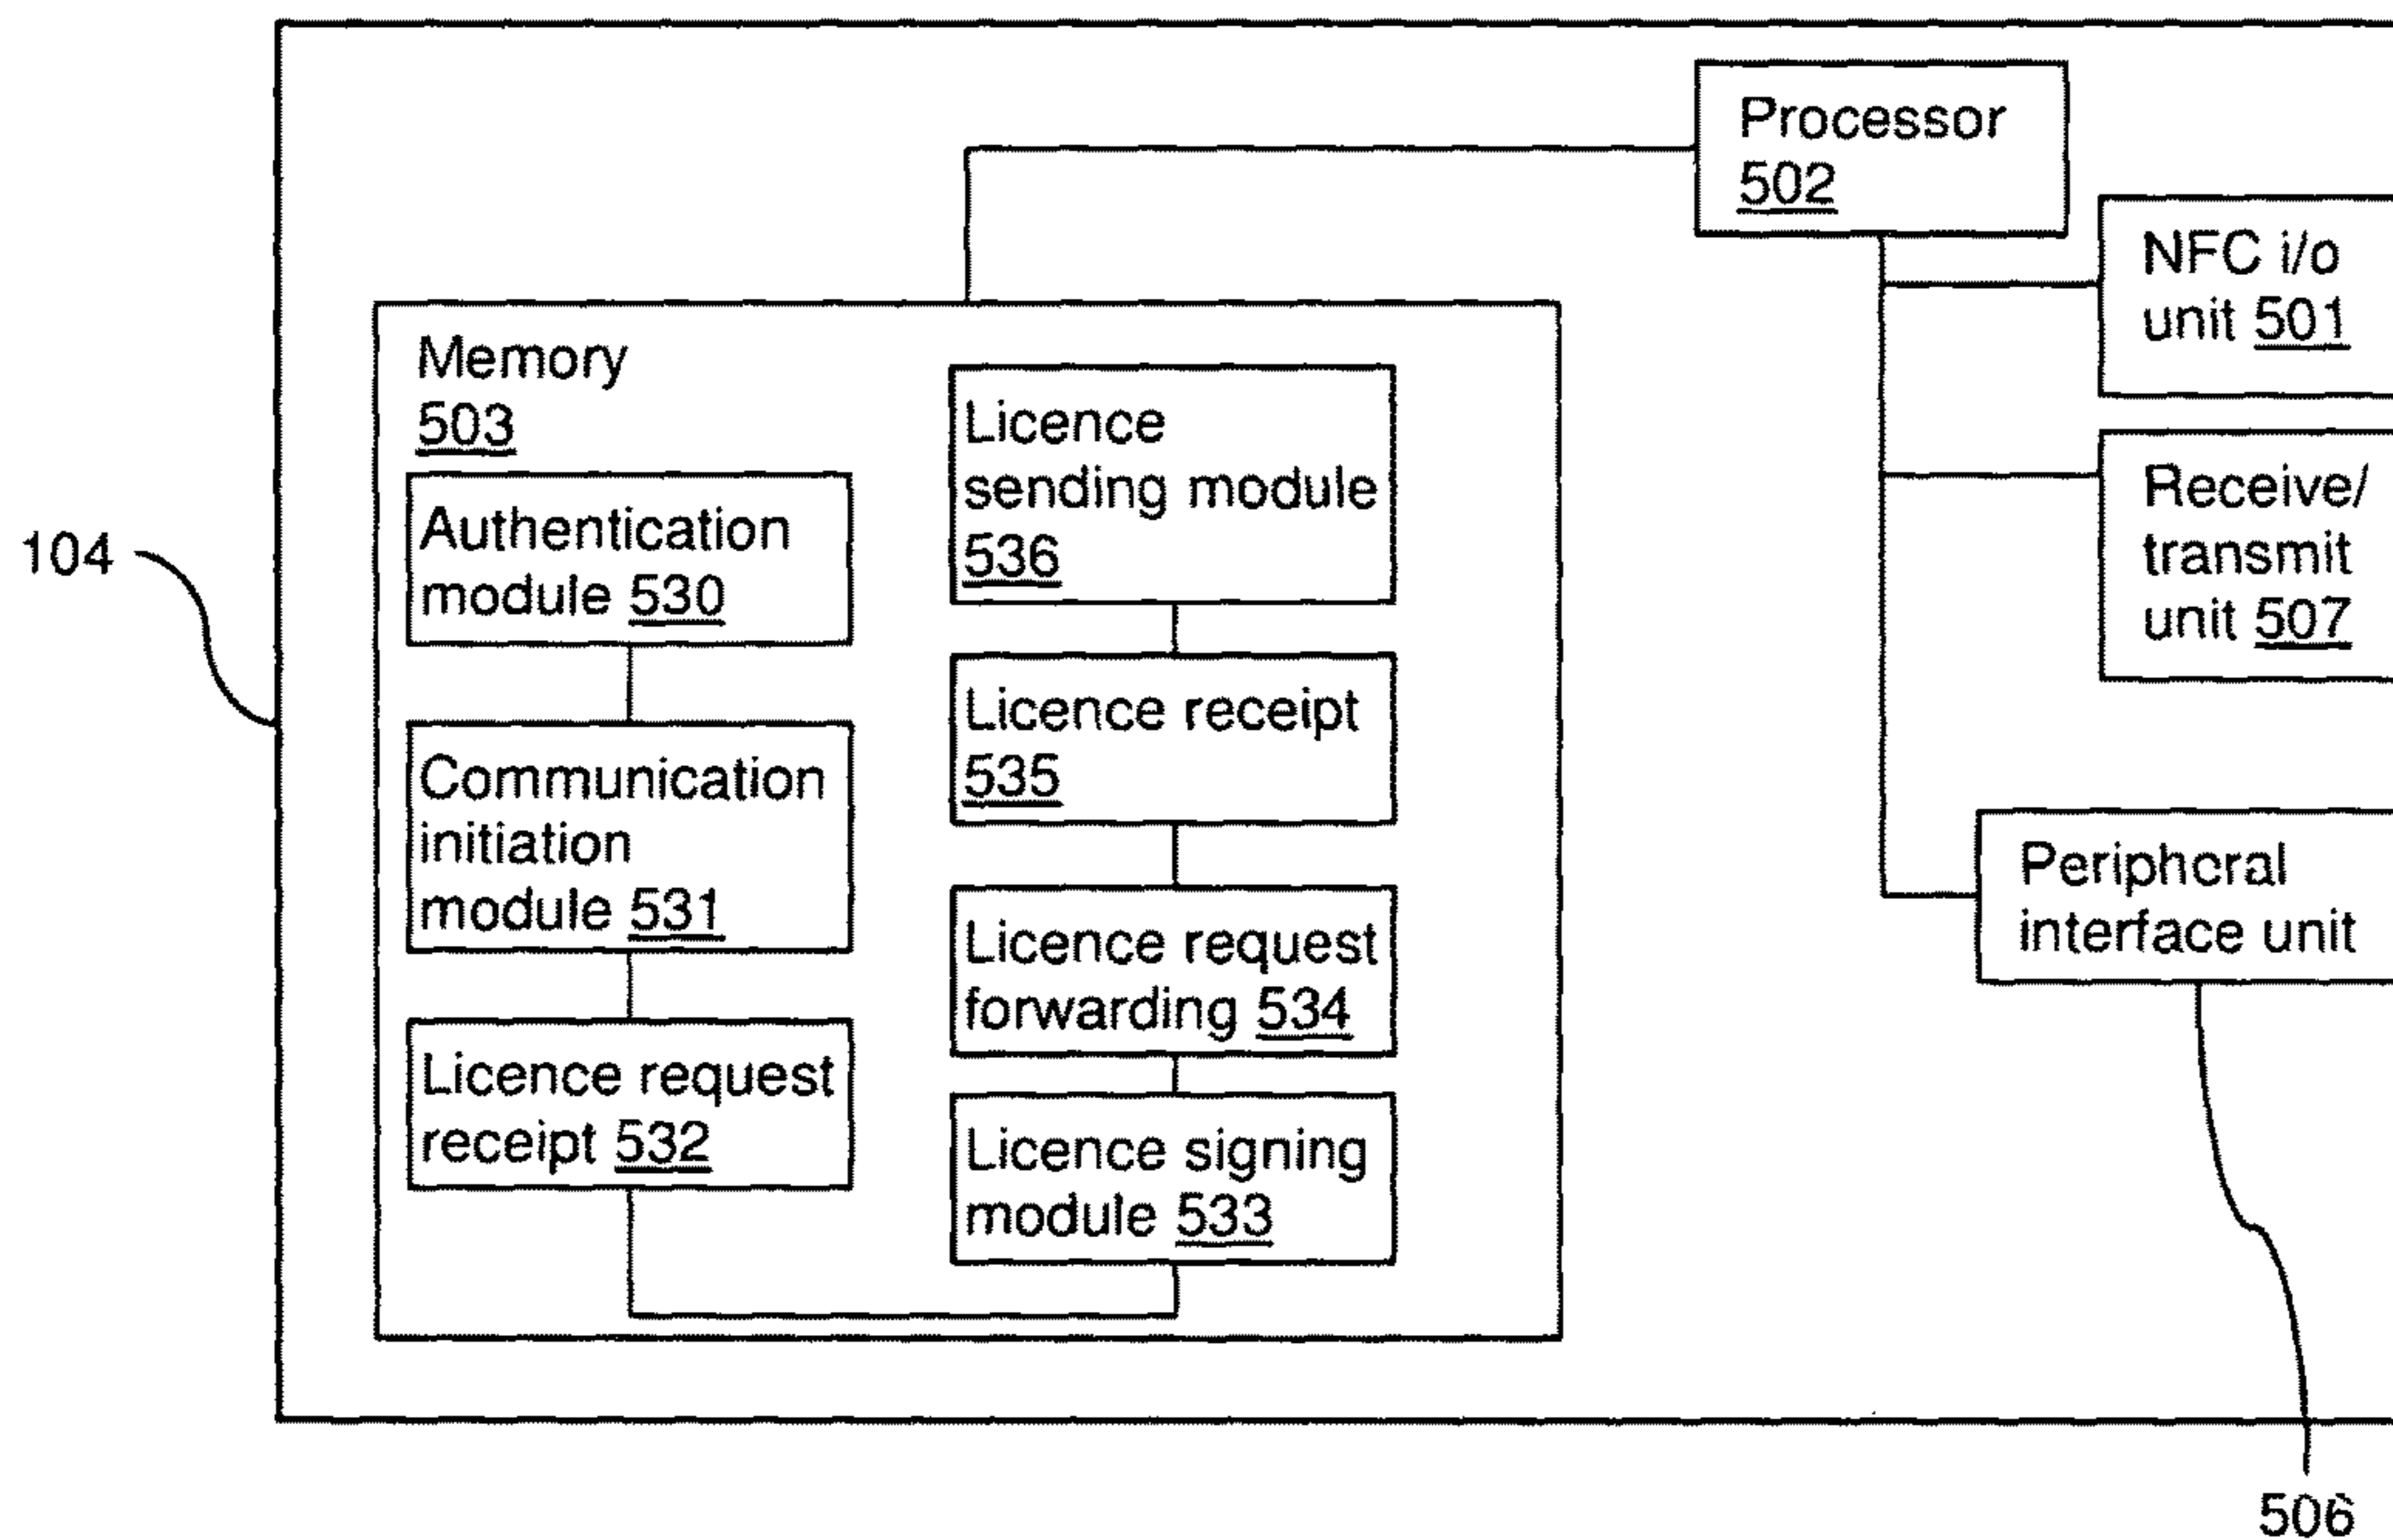 Processor
502
NFC i/o
unit 501
Receive/
transmit
unit 507
Peripheral
interface unit
506
104
Memory
503
Authentication
module 530
Communication
initiation
module 531
Licence request
receipt 532
Licence
sending module
536
Licence receipt
535
Licence request
forwarding 534
Licence signing
module 533